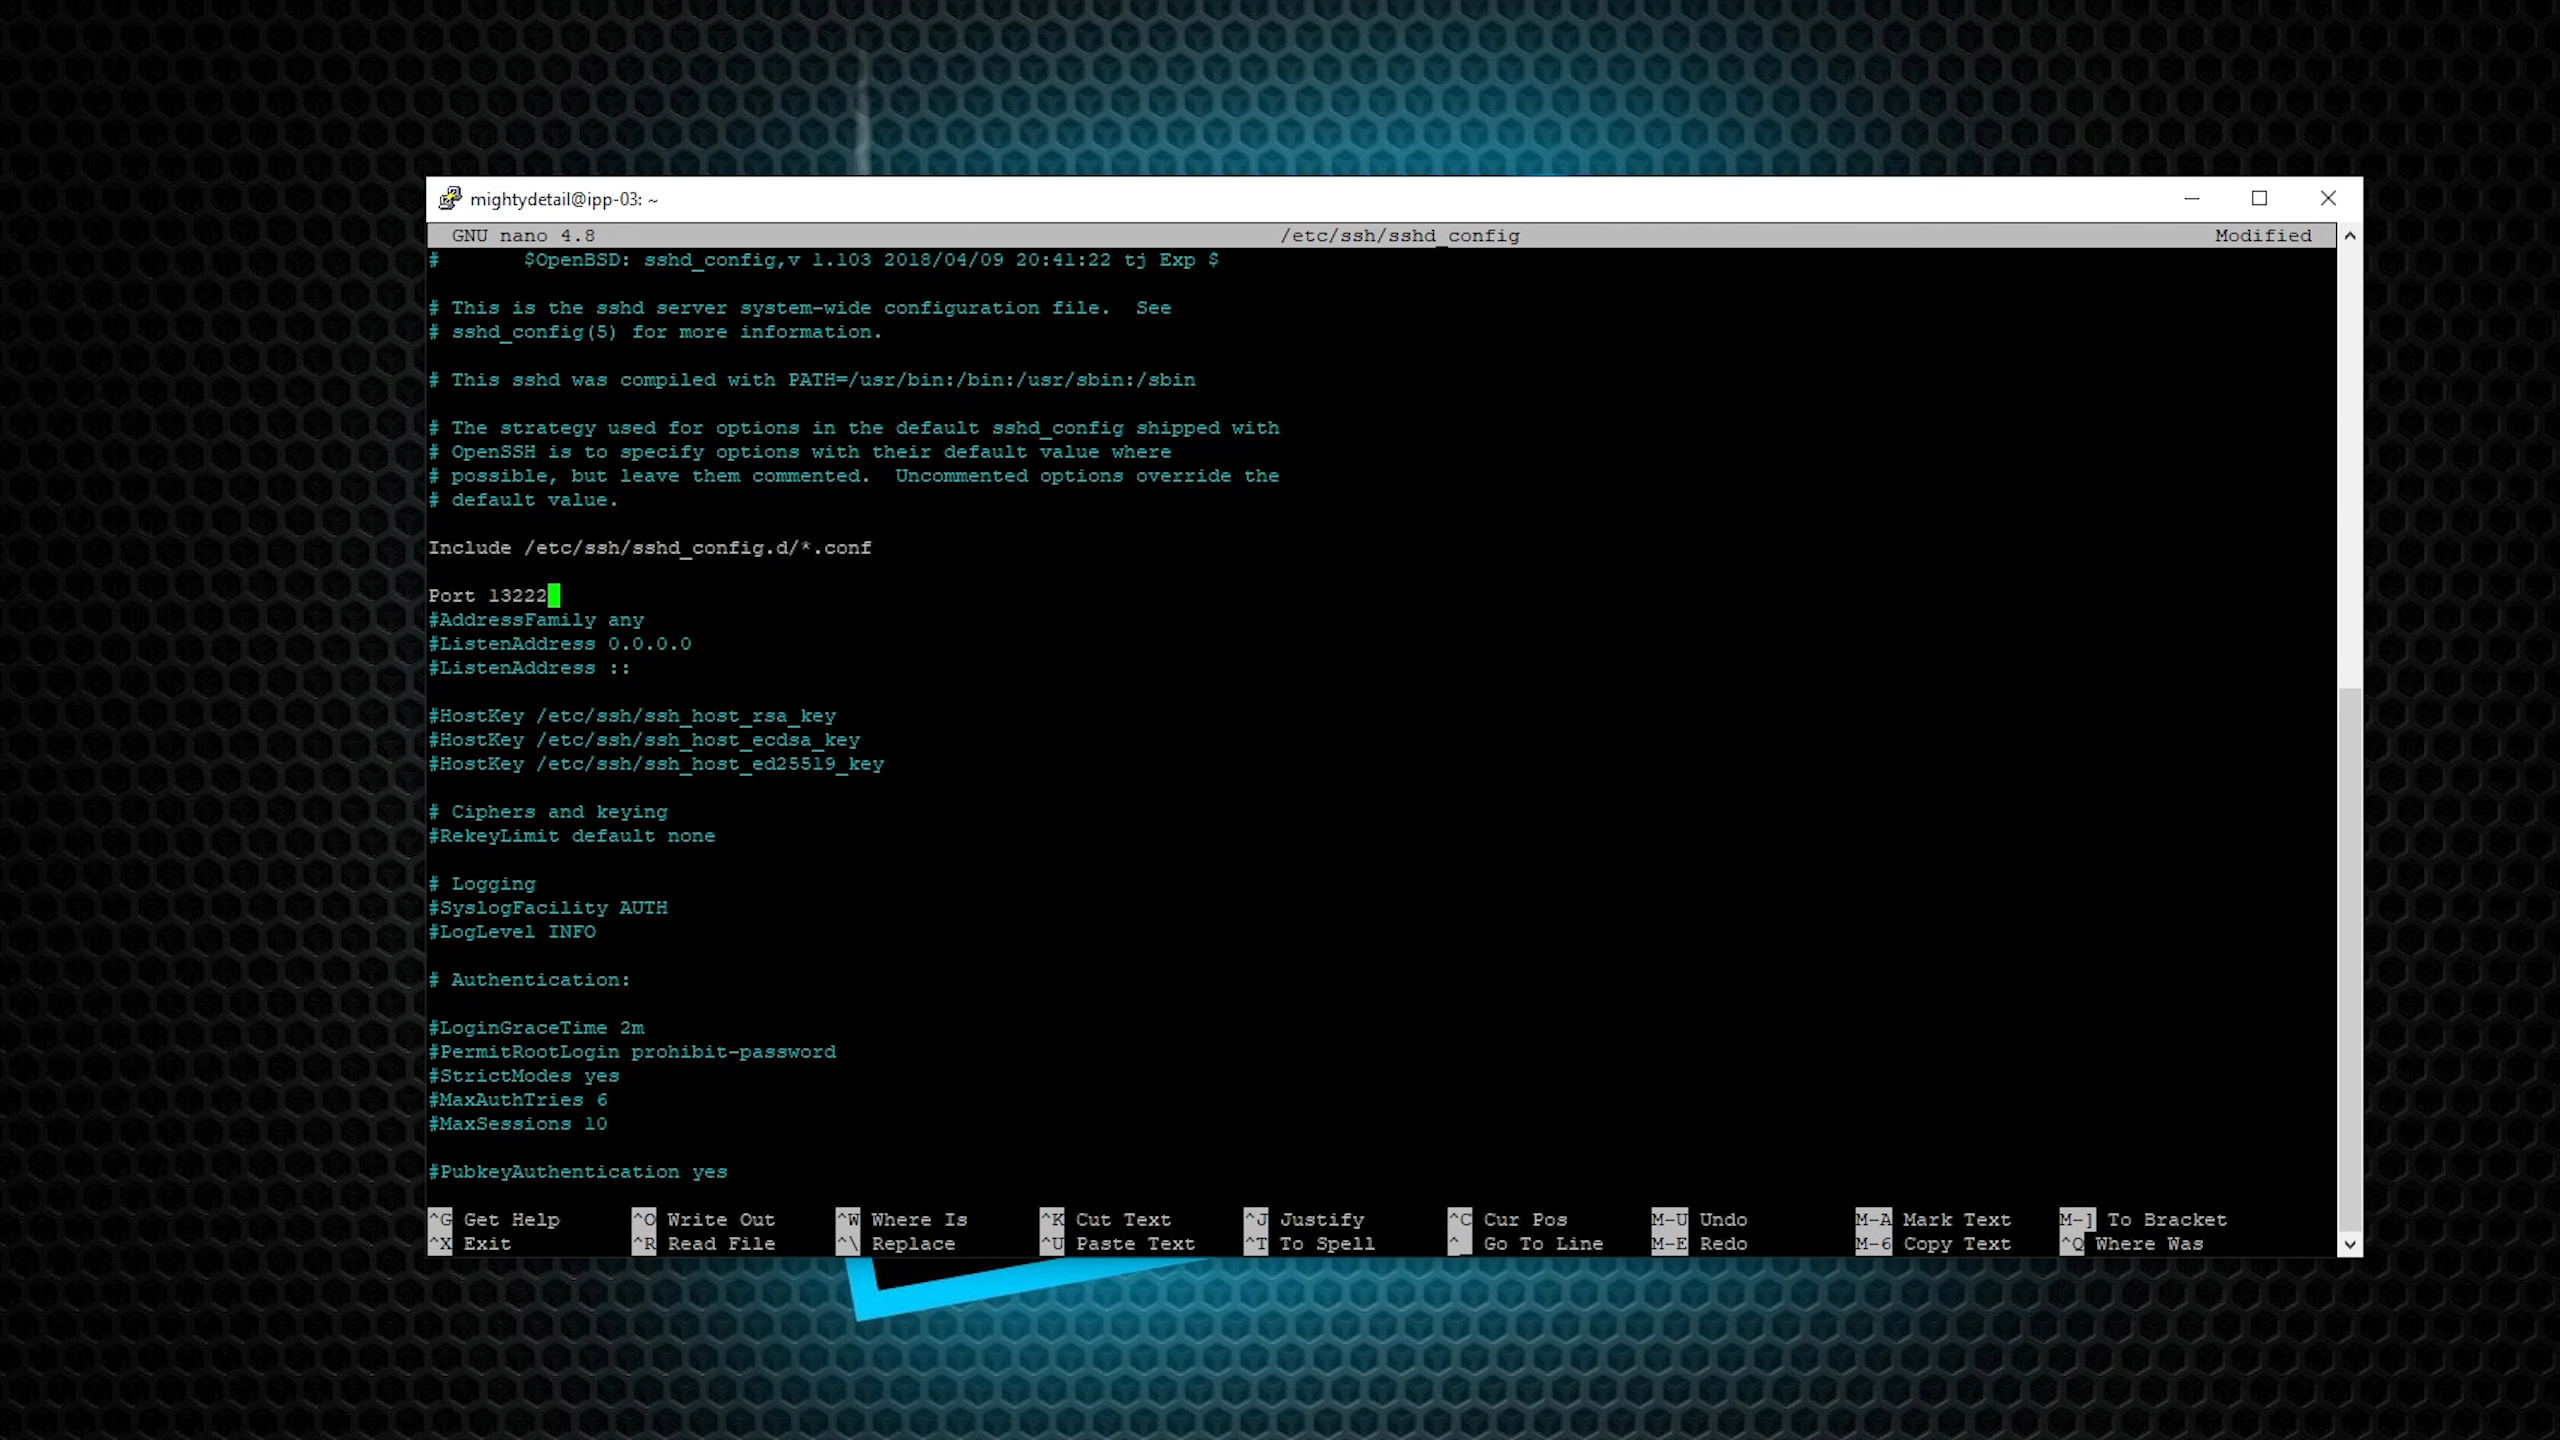 mightydetail@ipp-03: ~
GNU nano 4.8 /etc/ssh/sshd_config Modified
# $OpenBSD: sshd_config,v 1.103 2018/04/09 20:41:22 tj Exp $
# This is the sshd server system-wide configuration file.  See
# sshd_config(5) for more information.
# This sshd was compiled with PATH=/usr/bin:/bin:/usr/sbin:/sbin
# The strategy used for options in the default sshd_config shipped with
# OpenSSH is to specify options with their default value where
# possible, but leave them commented.  Uncommented options override the
# default value.
Include /etc/ssh/sshd_config.d/*.conf
Port 13222
#AddressFamily any
#ListenAddress 0.0.0.0
#ListenAddress ::
#HostKey /etc/ssh/ssh_host_rsa_key
#HostKey /etc/ssh/ssh_host_ecdsa_key
#HostKey /etc/ssh/ssh_host_ed25519_key
# Ciphers and keying
#RekeyLimit default none
# Logging
#SyslogFacility AUTH
#LogLevel INFO
# Authentication:
#LoginGraceTime 2m
#PermitRootLogin prohibit-password
#StrictModes yes
#MaxAuthTries 6
#MaxSessions 10
#PubkeyAuthentication yes
^G Get Help ^O Write Out ^W Where Is ^K Cut Text ^J Justify ^C Cur Pos M-U Undo M-A Mark Text M-] To Bracket
^X Exit ^R Read File ^\ Replace ^U Paste Text ^T To Spell ^_ Go To Line M-E Redo M-6 Copy Text ^Q Where Was